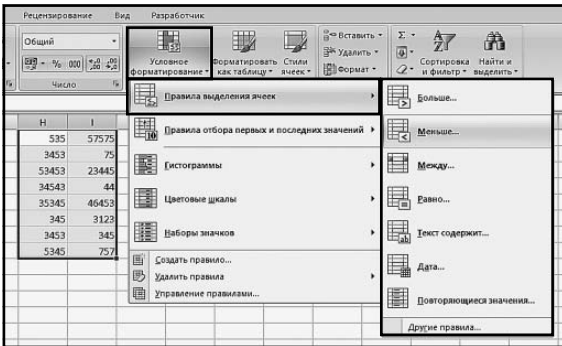 Рецензирование Вид Разработчик
Общий
% 000
Число
Условное форматирование
Форматировать как таблицу
Стили ячеек
Вставить
Удалить
Формат
Σ
Сортировка и фильтр
Найти и выделить
Правила выделения ячеек
Правила отбора первых и последних значений
Гистограммы
Цветовые шкалы
Наборы значков
Создать правило...
Удалить правила
Управление правилами...
Больше...
Меньше...
Между...
Равно...
Текст содержит...
Дата...
Повторяющиеся значения...
Другие правила...
H I
535 57575
3453 75
53453 23445
34543 44
35345 46453
345 3123
3453 345
5345 757